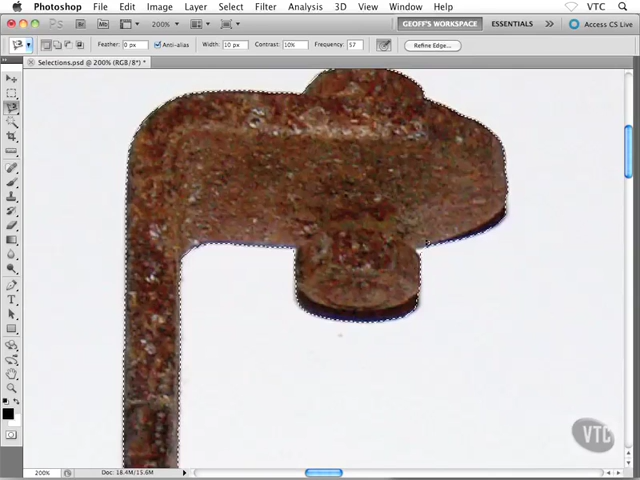 Photoshop File Edit Image Layer Select Filter Analysis 3D View Window Help VTC
Br Mb 200% GEOFF'S WORKSPACE ESSENTIALS >> Access CS Live
Feather: 0 px Anti-alias Width: 10 px Contrast: 10% Frequency: 57 Refine Edge...
Selections.psd @ 200% (RGB/8*) *
VTC
200% Doc: 18.4M/15.6M